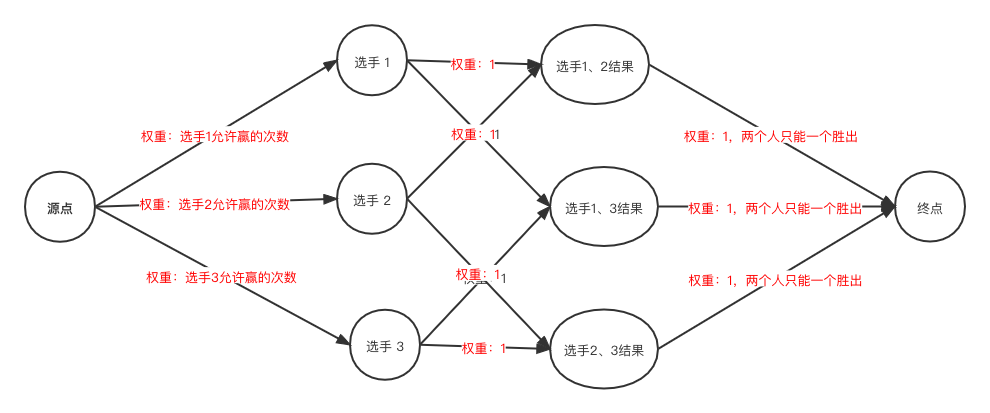 选手 1
权重：1
选手1、2结果
权重：选手1允许赢的次数
权重：11
权重：1，两个人只能一个胜出
源点
权重：选手2允许赢的次数
选手 2
选手1、3结果
权重：1，两个人只能一个胜出
终点
权重：选手3允许赢的次数
权重：1
权重：1，两个人只能一个胜出
选手 3
权重：1
选手2、3结果